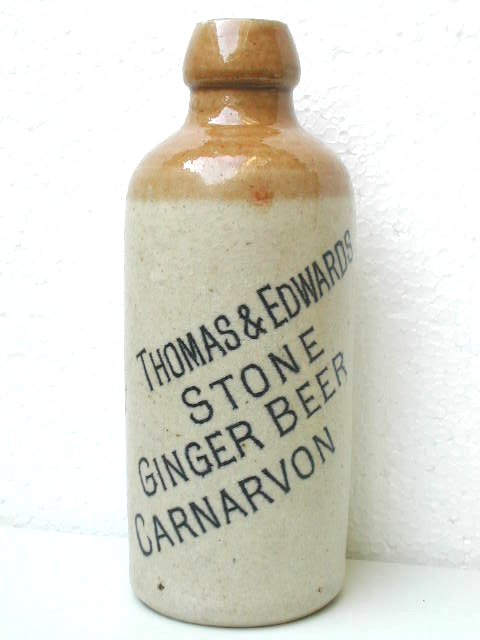 THOMAS & EDWARDS
STONE
GINGER BEER
CARNARVON